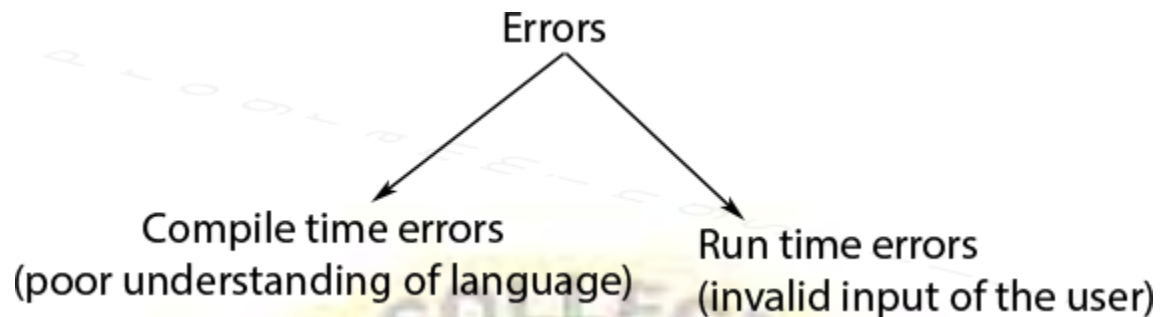 Errors
Compile time errors
(poor understanding of language)
Run time errors
(invalid input of the user)